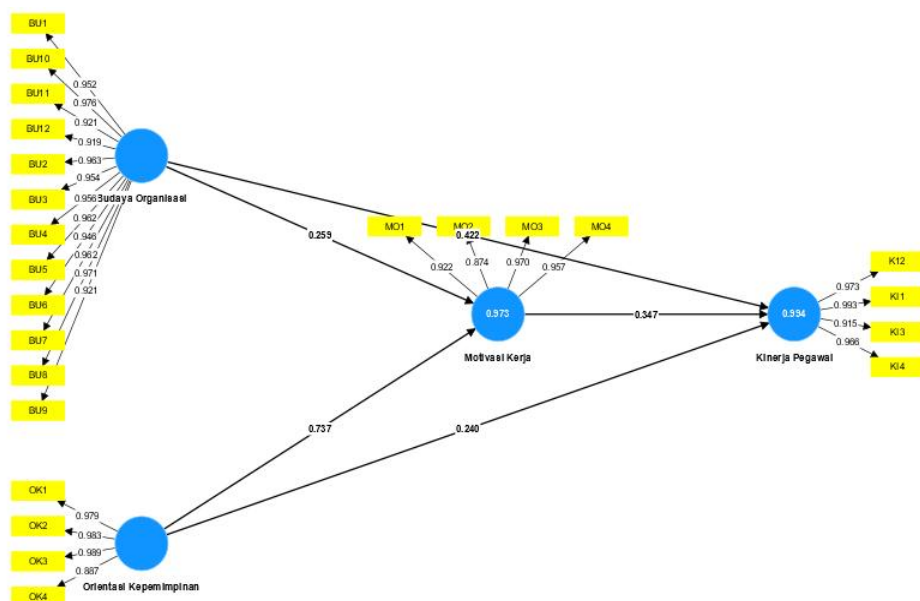 BU1
BU10
BU11
BU12
BU2
BU3
BU4
BU5
BU6
BU7
BU8
BU9
0.952
0.976
0.921
0.919
0.963
0.954
0.956
0.962
0.946
0.962
0.971
0.921
Budaya Organisasi
0.259
0.422
MO1
MO2
MO3
MO4
0.922
0.874
0.970
0.957
0.973
Motivasi Kerja
0.347
0.994
Kinerja Pegawai
0.973
0.993
0.915
0.966
K12
KI1
KI3
KI4
0.737
0.240
OK1
OK2
OK3
OK4
0.979
0.983
0.989
0.887
Orientasi Kepemimpinan